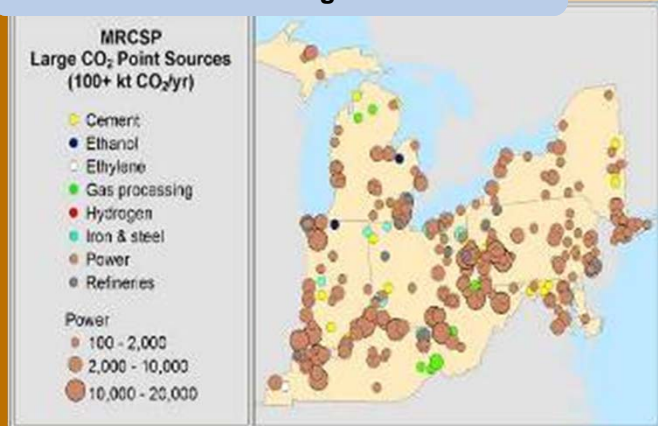 MRCSP
Large CO₂ Point Sources
(100+ kt CO₂/yr)
Cement
Ethanol
Ethylene
Gas processing
Hydrogen
Iron & steel
Power
Refineries
Power
100 - 2,000
2,000 - 10,000
10,000 - 20,000